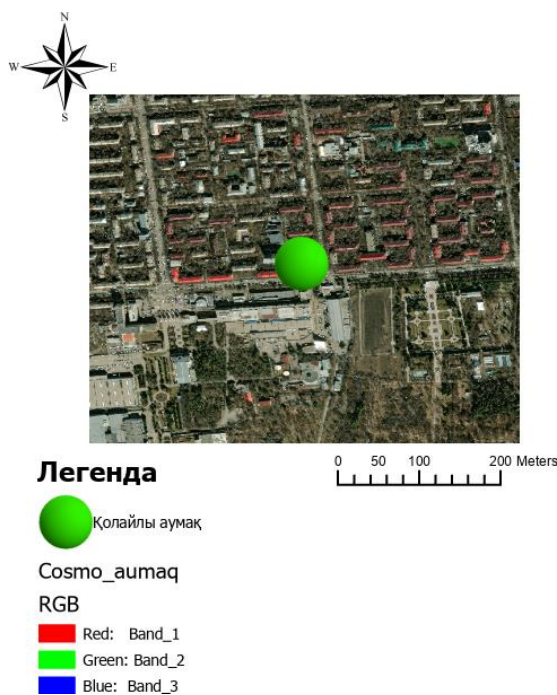 N
W E
S
Легенда
0 50 100 200 Meters
Қолайлы аумақ
Cosmo_aumaq
RGB
Red: Band_1
Green: Band_2
Blue: Band_3